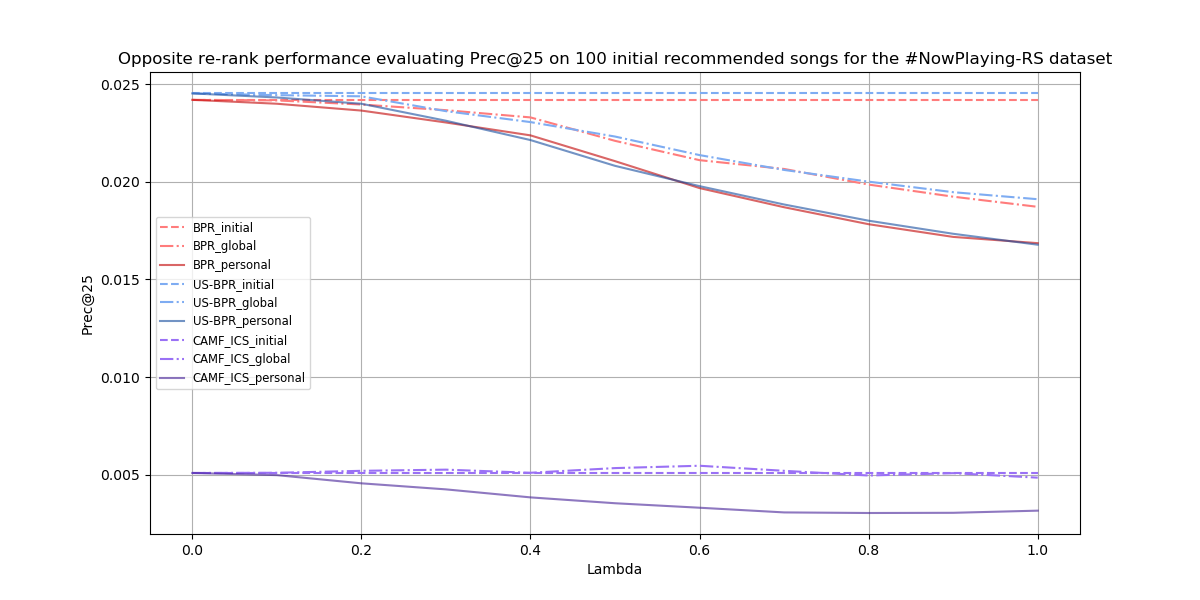 Opposite re-rank performance evaluating Prec@25 on 100 initial recommended songs for the #NowPlaying-RS dataset
0.025
0.020
0.015
0.010
0.005
Prec@25
BPR_initial
BPR_global
BPR_personal
US-BPR_initial
US-BPR_global
US-BPR_personal
CAMF_ICS_initial
CAMF_ICS_global
CAMF_ICS_personal
0.0 0.2 0.4 0.6 0.8 1.0
Lambda